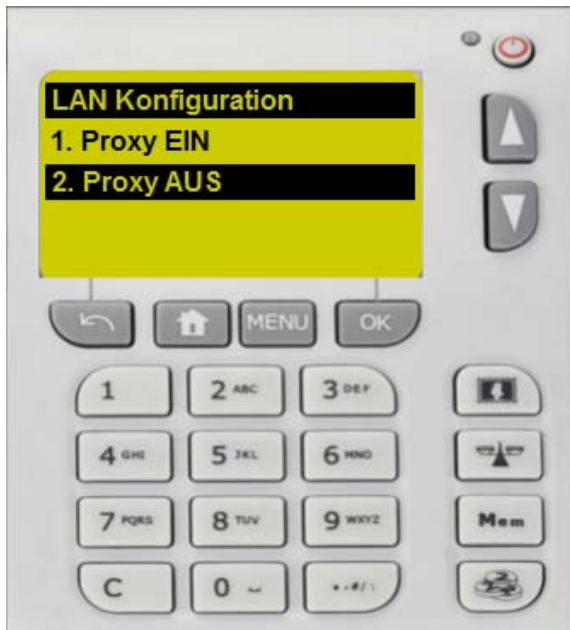 LAN Konfiguration
1. Proxy EIN
2. Proxy AUS
MENU
OK
1
2 ABC
3 DEF
4 GHI
5 JKL
6 MNO
7 PQRS
8 TUV
9 WXYZ
Mem
C
0